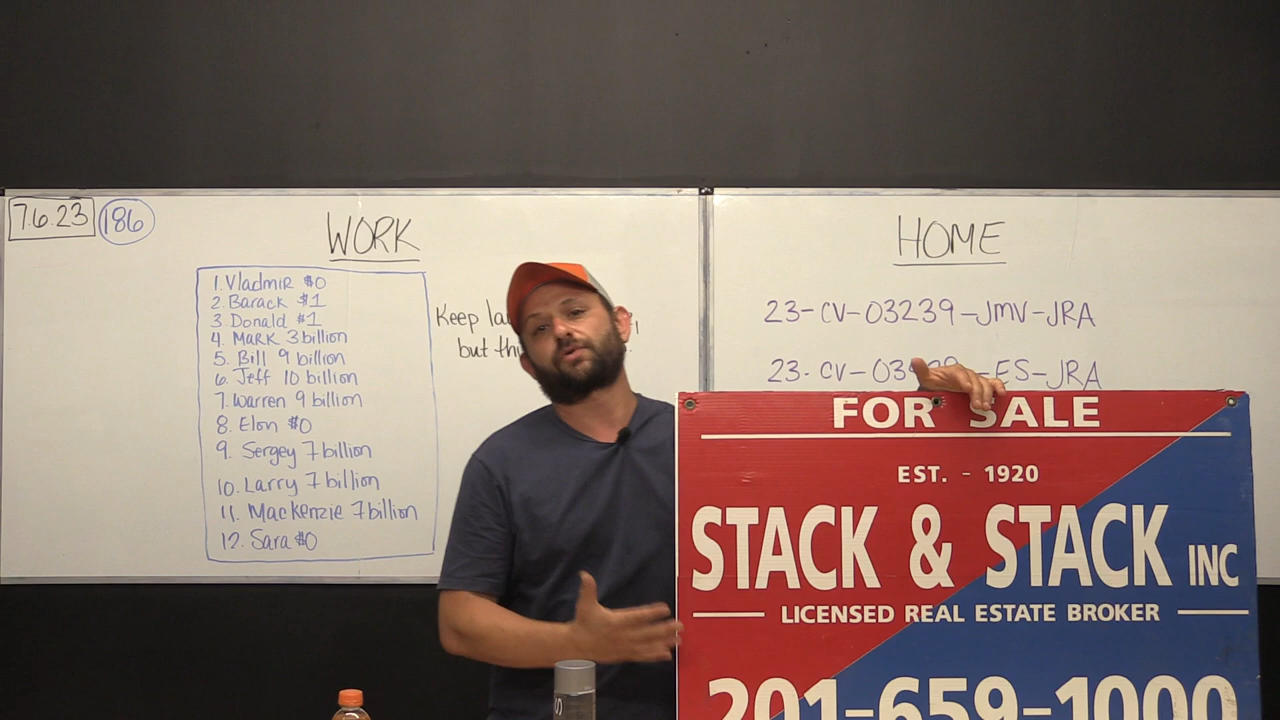 7.6.23 186
WORK
1. Vladmir $0
2. Barack $1
3. Donald $1
4. Mark 3 billion
5. Bill 9 billion
6. Jeff 10 billion
7. Warren 9 billion
8. Elon $0
9. Sergey 7 billion
10. Larry 7 billion
11. Mackenzie 7 billion
12. Sara $0
Keep
but
HOME
23-CV-03239-JMV-JRA
23-CV-ES-JRA
FOR SALE
EST. - 1920
STACK & STACK INC
LICENSED REAL ESTATE BROKER
201-659-1000